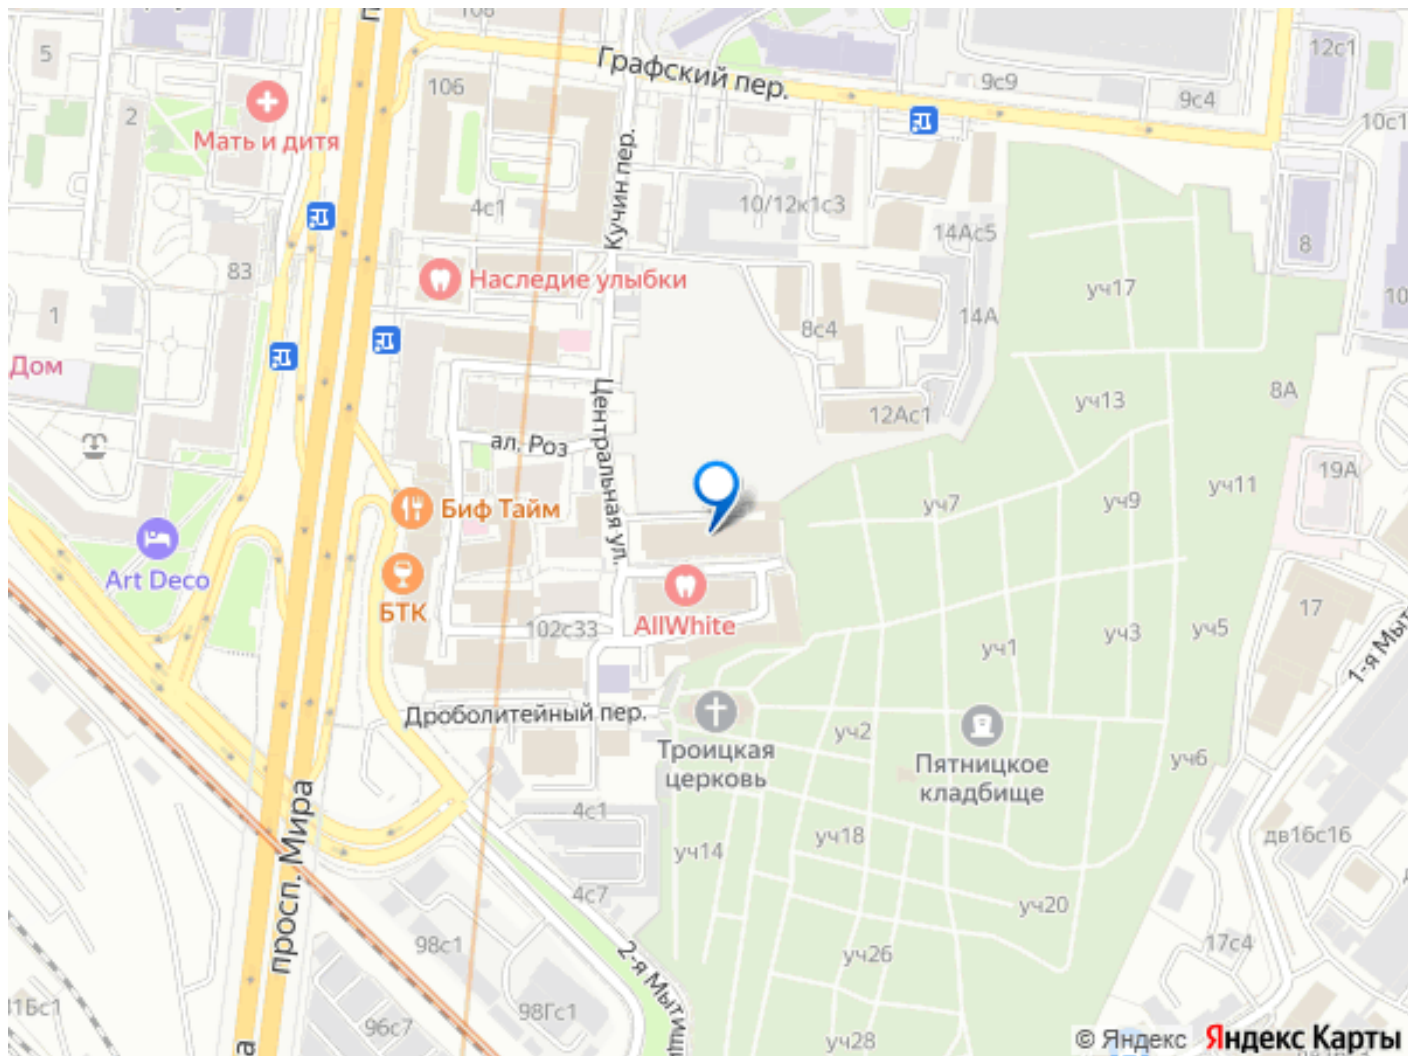 108
5
106
Графский пер.
9с9
12с1
9с4
10с1
2
Мать и дитя
Кучин пер.
4с1
10/12к1с3
14Ас5
8
83
Наследие улыбки
уч17
10
1
8с4
14А
Дом
12Ас1
уч13
8А
Центральная ул.
ал. Роз
19А
уч11
уч7
уч9
Биф Тайм
Art Deco
БТК
AllWhite
102с33
17
уч1
уч3
уч5
1-я Мыт
Дроболитейный пер.
Троицкая
церковь
уч2
Пятницкое
кладбище
уч6
4с1
просп. Мира
уч14
уч18
дв16с16
4с7
уч20
98с1
17с4
2-я Мытищ
уч26
31Бс1
96с7
98Гс1
уч28
© Яндекс Яндекс Карты